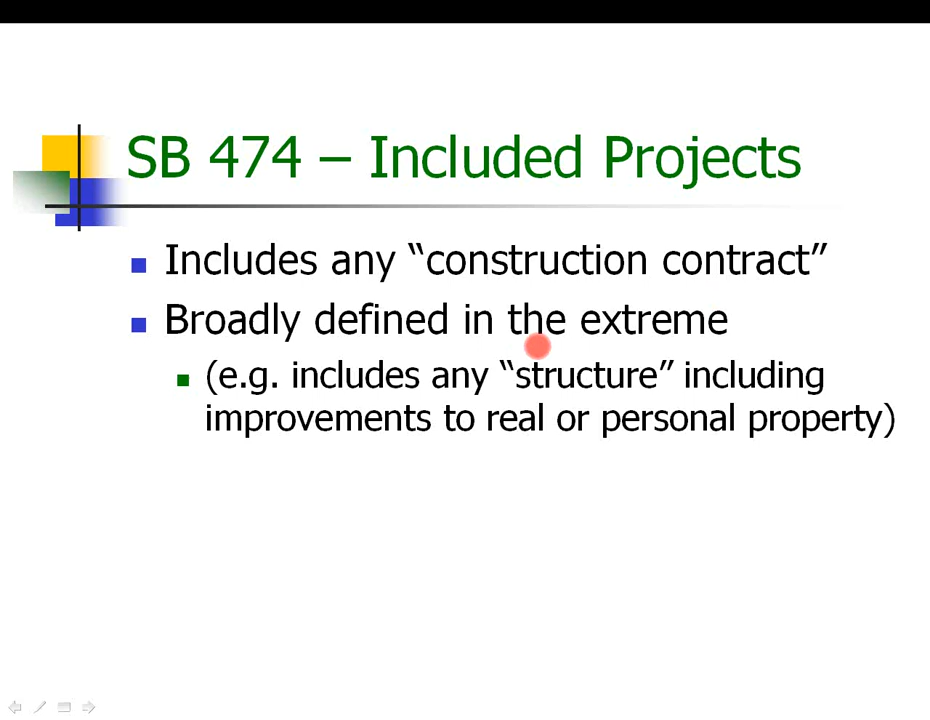 SB 474 – Included Projects
Includes any “construction contract”
Broadly defined in the extreme
(e.g. includes any “structure” including
improvements to real or personal property)